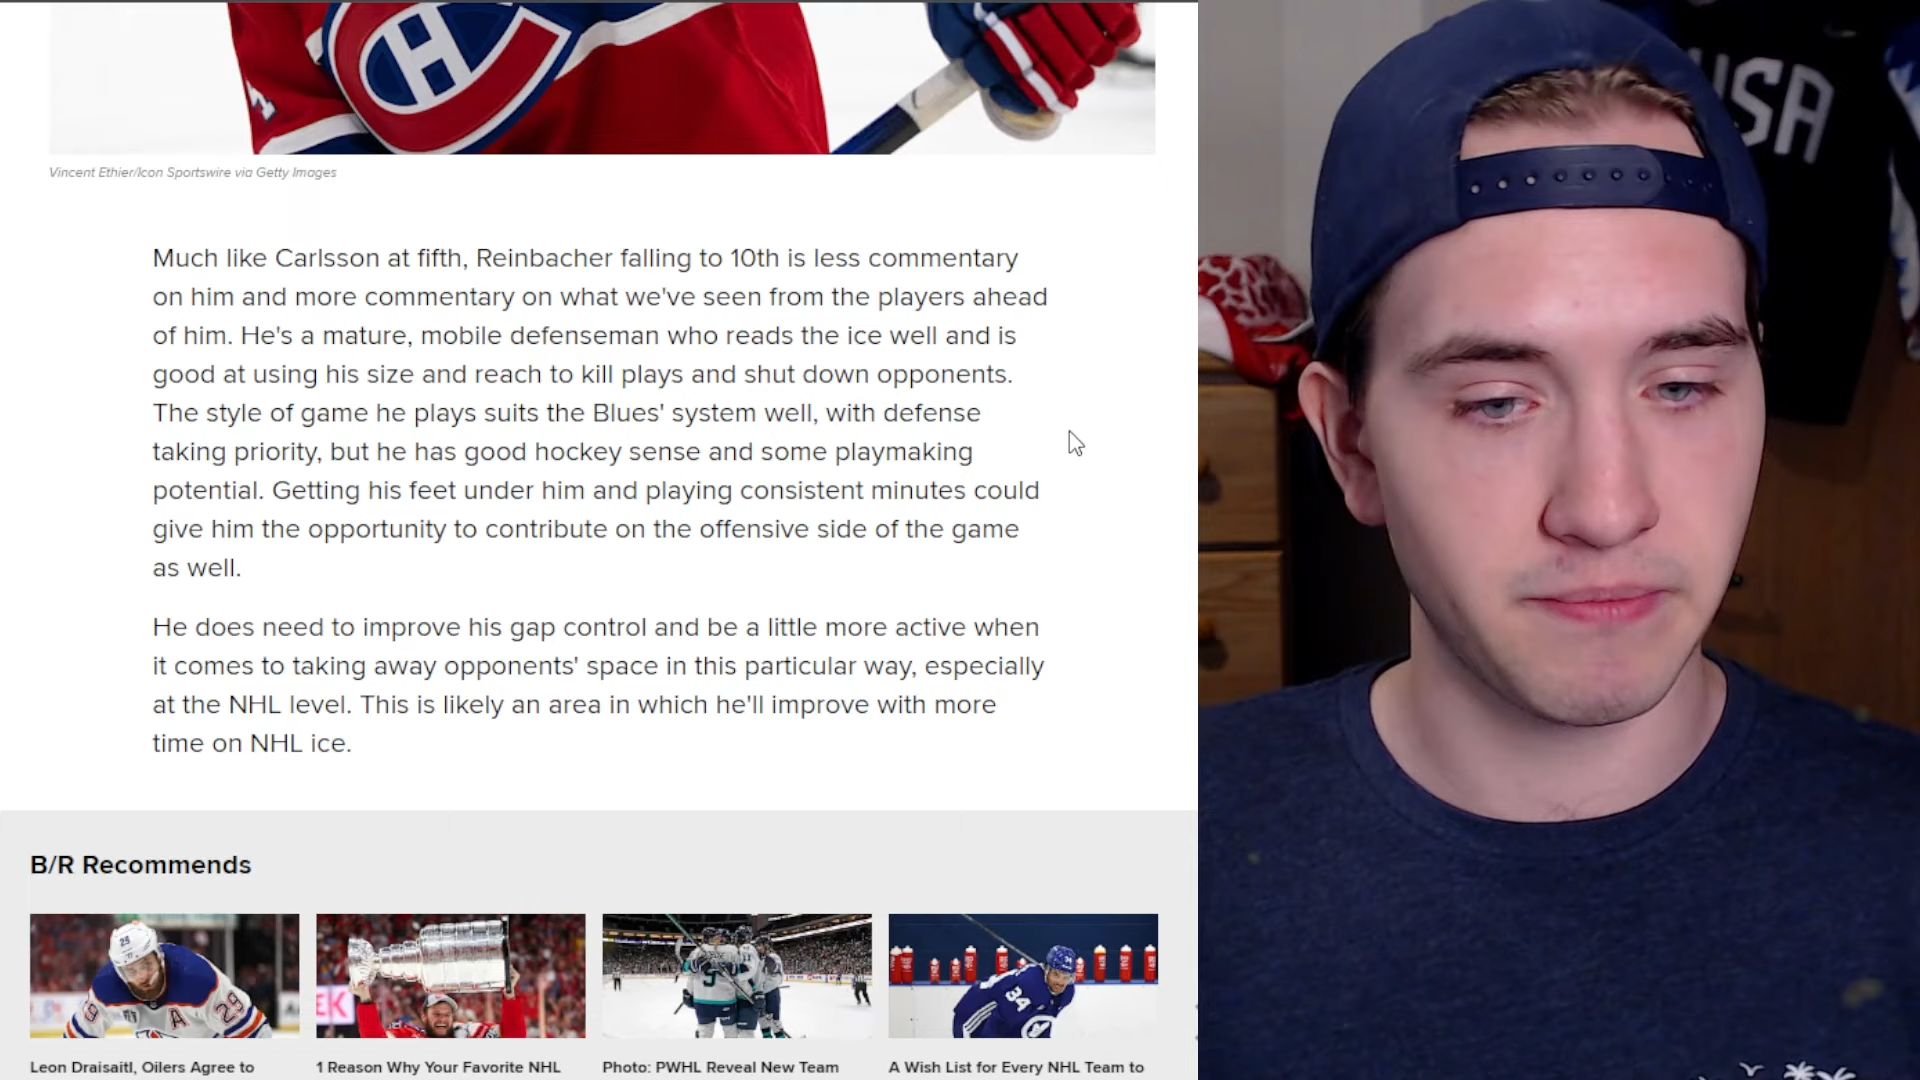 USA
Vincent Ethier/Icon Sportswire via Getty Images
Much like Carlsson at fifth, Reinbacher falling to 10th is less commentary
on him and more commentary on what we've seen from the players ahead
of him. He's a mature, mobile defenseman who reads the ice well and is
good at using his size and reach to kill plays and shut down opponents.
The style of game he plays suits the Blues' system well, with defense
taking priority, but he has good hockey sense and some playmaking
potential. Getting his feet under him and playing consistent minutes could
give him the opportunity to contribute on the offensive side of the game
as well.
He does need to improve his gap control and be a little more active when
it comes to taking away opponents' space in this particular way, especially
at the NHL level. This is likely an area in which he'll improve with more
time on NHL ice.
B/R Recommends
29
A
29
34
Leon Draisaitl, Oilers Agree to
1 Reason Why Your Favorite NHL
Photo: PWHL Reveal New Team
A Wish List for Every NHL Team to